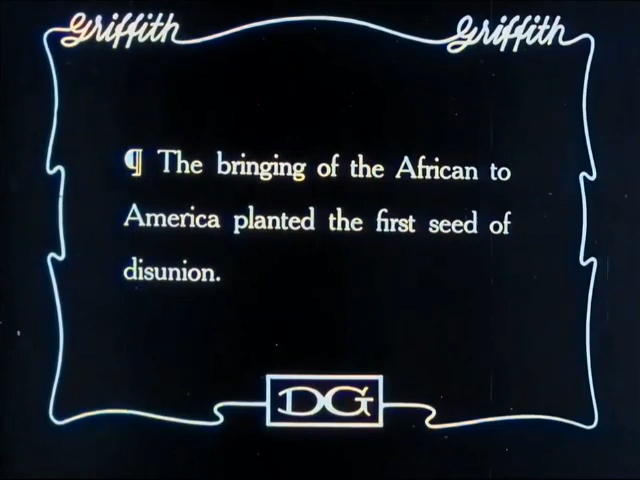 Griffith Griffith
¶ The bringing of the African to
America planted the first seed of
disunion.
DG